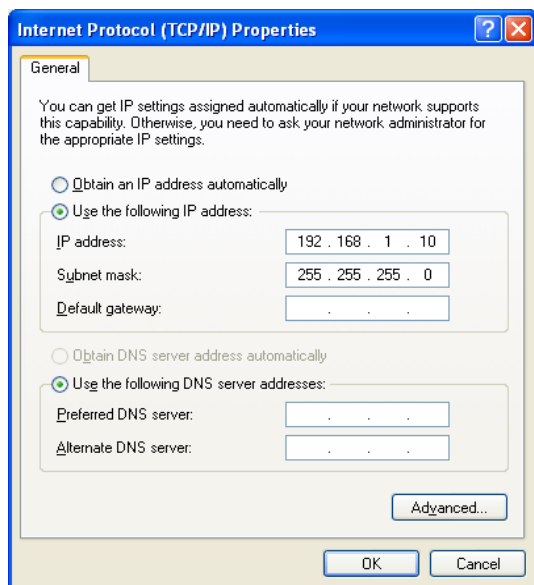 Internet Protocol (TCP/IP) Properties
General
You can get IP settings assigned automatically if your network supports
this capability. Otherwise, you need to ask your network administrator for
the appropriate IP settings.
Obtain an IP address automatically
Use the following IP address:
IP address: 192 . 168 . 1 . 10
Subnet mask: 255 . 255 . 255 . 0
Default gateway: . . .
Obtain DNS server address automatically
Use the following DNS server addresses:
Preferred DNS server: . . .
Alternate DNS server: . . .
Advanced...
OK Cancel